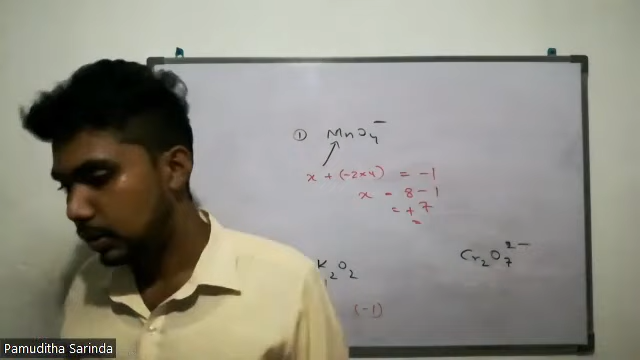 ① MnO₄⁻
x + (-2×4) = -1
x = 8 - 1
= +7
K₂O₂
Cr₂O₇²⁻
(-1)
Pamuditha Sarinda